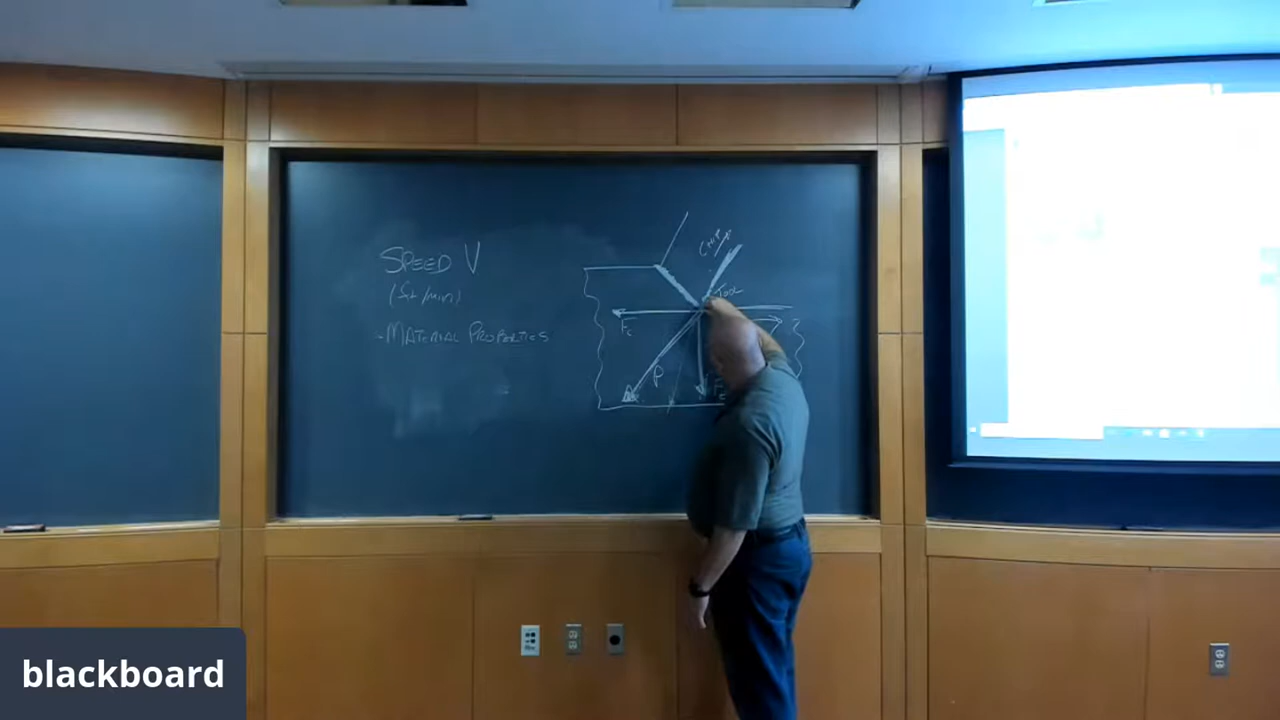 SPEED V
(ft/min)
- MATERIAL PROPERTIES
CHIP
TOOL
Fc
P
blackboard